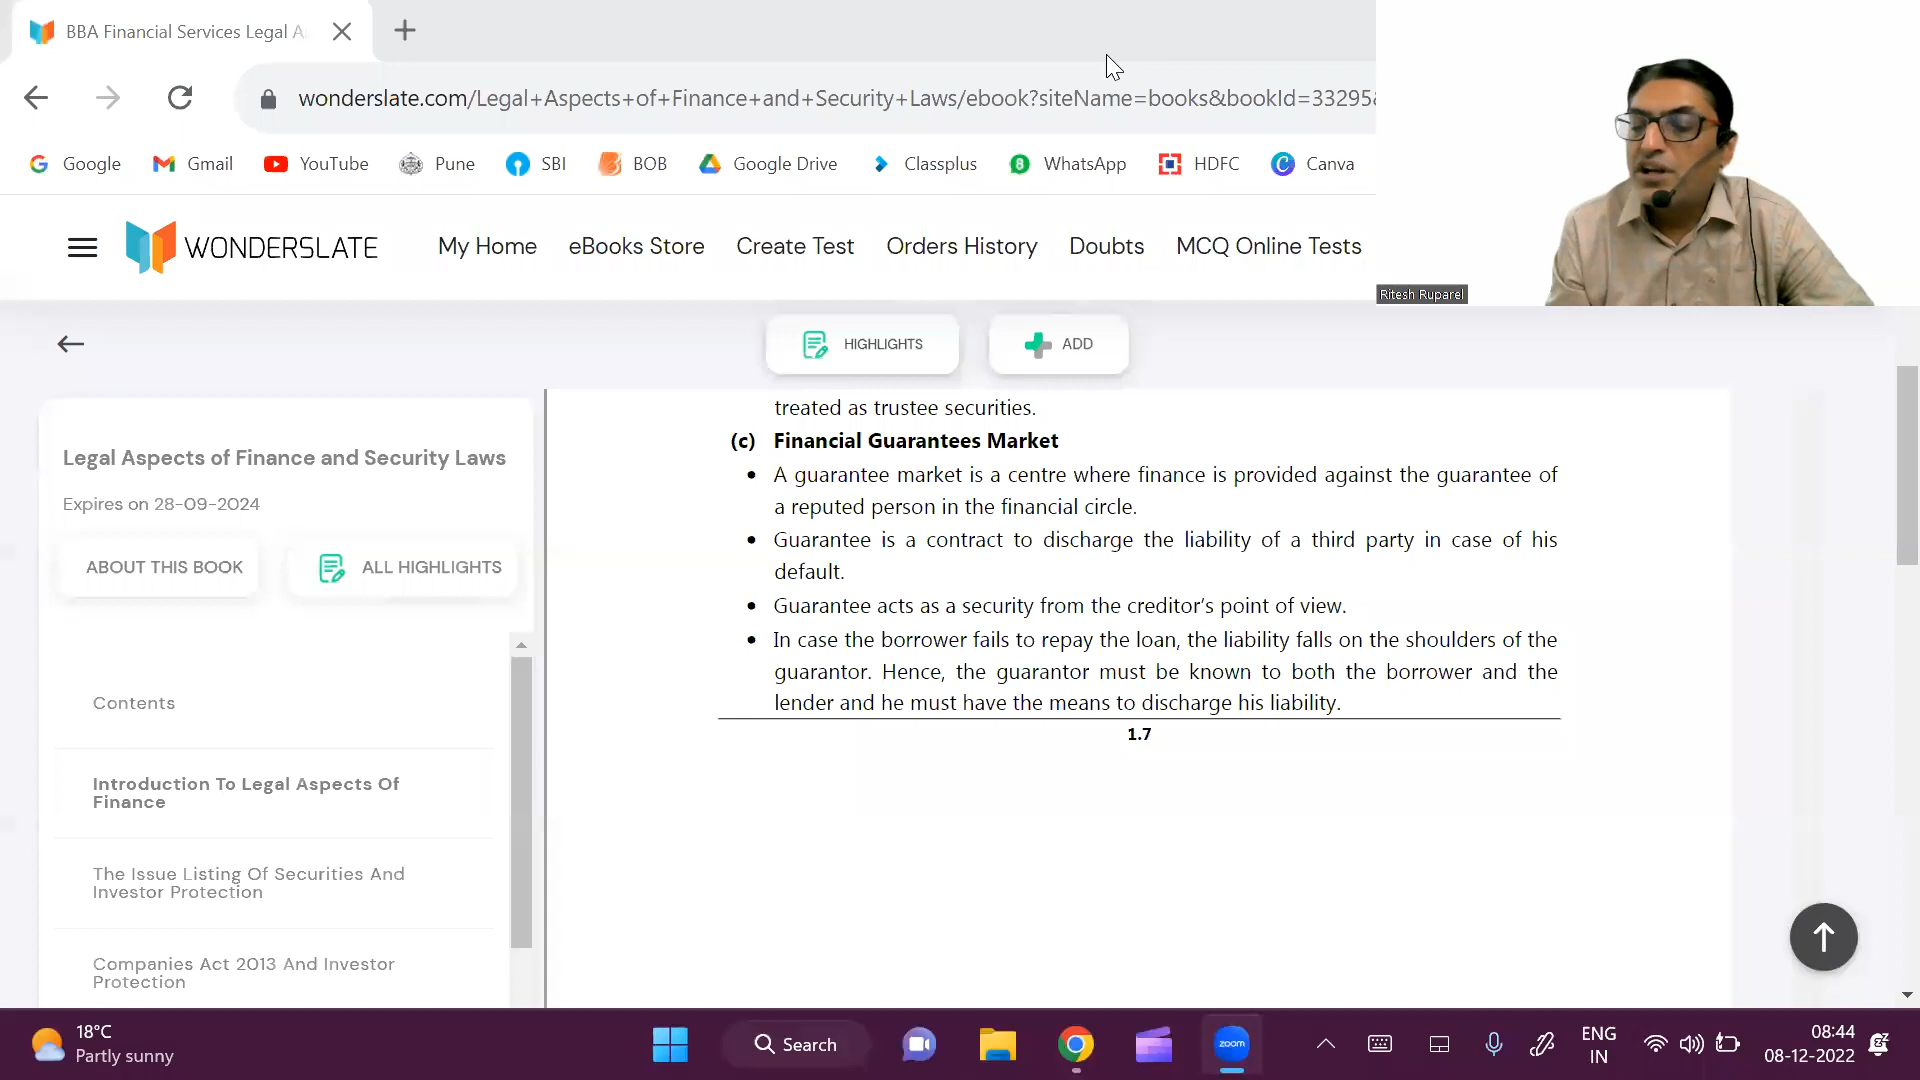 BBA Financial Services Legal A
wonderslate.com/Legal+Aspects+of+Finance+and+Security+Laws/ebook?siteName=books&bookId=33295
Google Gmail YouTube Pune SBI BOB Google Drive Classplus WhatsApp HDFC Canva
WONDERSLATE My Home eBooks Store Create Test Orders History Doubts MCQ Online Tests
Ritesh Ruparel
HIGHLIGHTS ADD
Legal Aspects of Finance and Security Laws
Expires on 28-09-2024
ABOUT THIS BOOK ALL HIGHLIGHTS
Contents
Introduction To Legal Aspects Of
Finance
The Issue Listing Of Securities And
Investor Protection
Companies Act 2013 And Investor
Protection
treated as trustee securities.
(c) Financial Guarantees Market
• A guarantee market is a centre where finance is provided against the guarantee of
a reputed person in the financial circle.
• Guarantee is a contract to discharge the liability of a third party in case of his
default.
• Guarantee acts as a security from the creditor's point of view.
• In case the borrower fails to repay the loan, the liability falls on the shoulders of the
guarantor. Hence, the guarantor must be known to both the borrower and the
lender and he must have the means to discharge his liability.
1.7
18°C
Partly sunny
Search
zoom
ENG
IN
08:44
08-12-2022